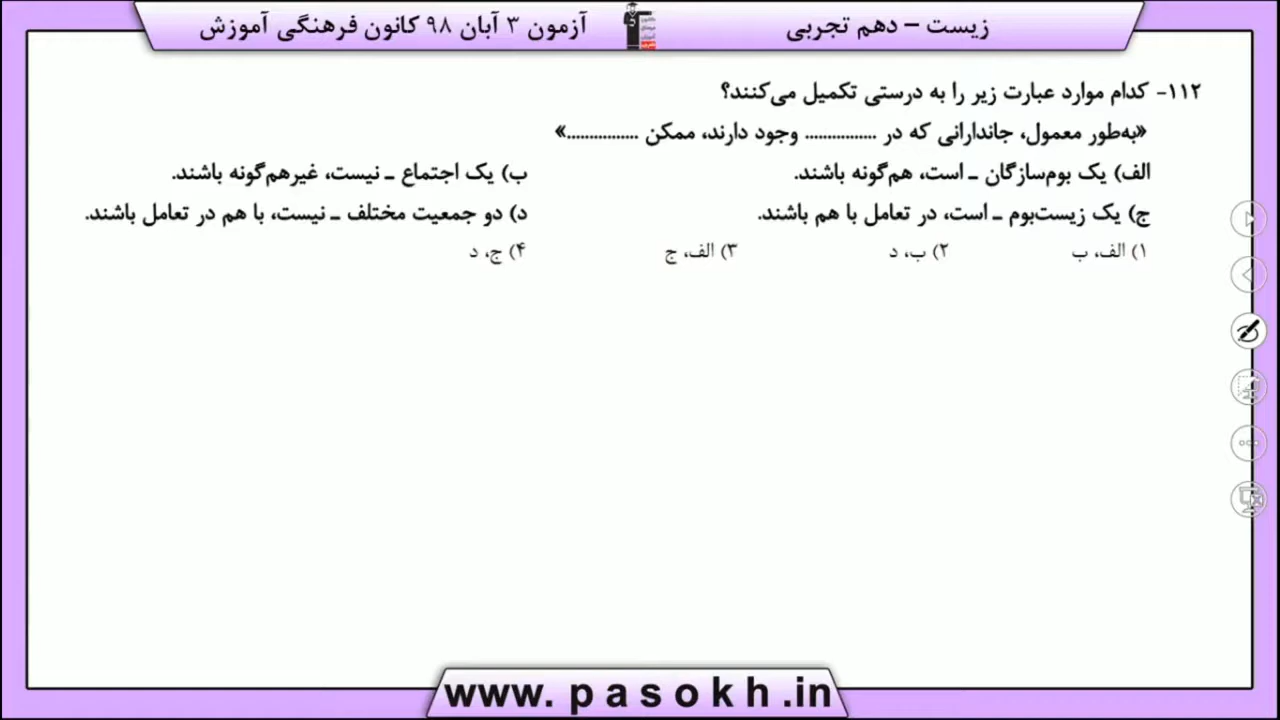 زیست – دهم تجربی
آزمون ۳ آبان ۹۸ کانون فرهنگی آموزش
۱۱۲- کدام موارد عبارت زیر را به درستی تکمیل می‌کنند؟
«به‌طور معمول، جاندارانی که در ................ وجود دارند، ممکن ................»
الف) یک بوم‌سازگان ـ است، هم‌گونه باشند.
ب) یک اجتماع ـ نیست، غیرهم‌گونه باشند.
ج) یک زیست‌بوم ـ است، در تعامل با هم باشند.
د) دو جمعیت مختلف ـ نیست، با هم در تعامل باشند.
۱) الف، ب
۲) ب، د
۳) الف، ج
۴) ج، د
www. p a s o k h .in